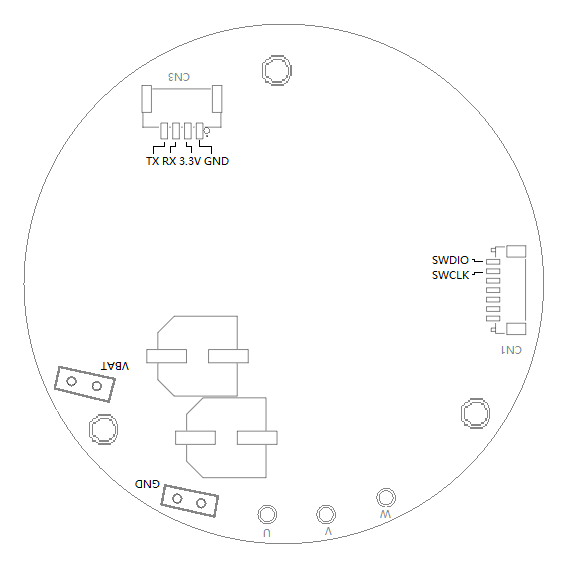 CN3
TX RX 3.3V GND
SWDIO
SWCLK
CN1
VBAT
GND
U
V
W